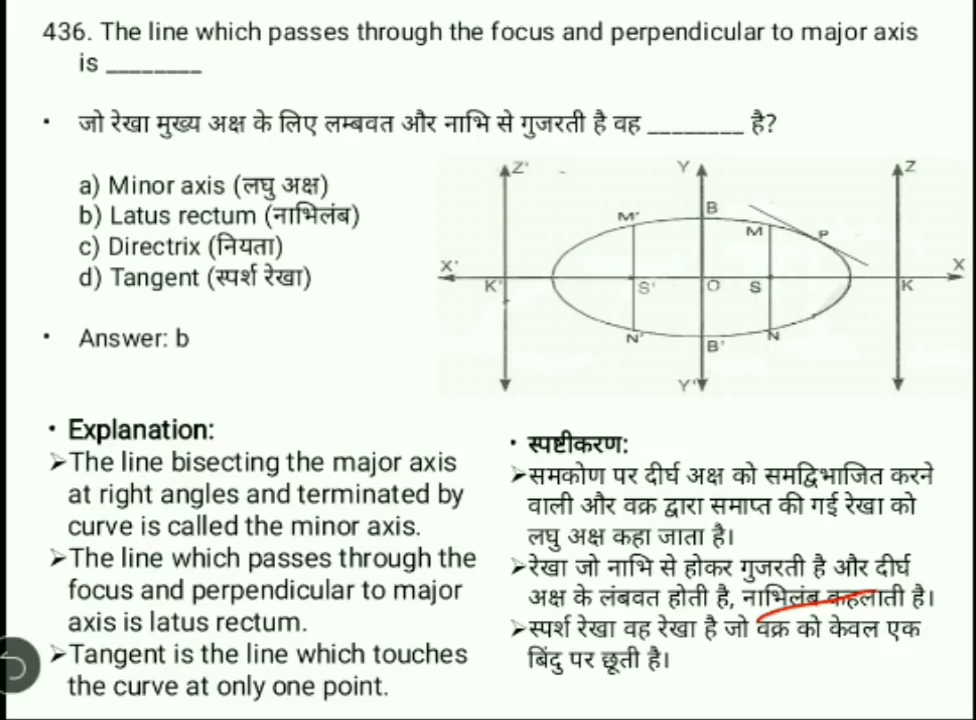 436. The line which passes through the focus and perpendicular to major axis
is ________
• जो रेखा मुख्य अक्ष के लिए लम्बवत और नाभि से गुजरती है वह ________ है?
a) Minor axis (लघु अक्ष)
b) Latus rectum (नाभिलंब)
c) Directrix (नियता)
d) Tangent (स्पर्श रेखा)
• Answer: b
Z' Y Z
M' B M P
X' K' S' O S K X
N' B' N
Y'
• Explanation:
➢The line bisecting the major axis
at right angles and terminated by
curve is called the minor axis.
➢The line which passes through the
focus and perpendicular to major
axis is latus rectum.
➢Tangent is the line which touches
the curve at only one point.
• स्पष्टीकरण:
➢समकोण पर दीर्घ अक्ष को समद्विभाजित करने
वाली और वक्र द्वारा समाप्त की गई रेखा को
लघु अक्ष कहा जाता है।
➢रेखा जो नाभि से होकर गुजरती है और दीर्घ
अक्ष के लंबवत होती है, नाभिलंब कहलाती है।
➢स्पर्श रेखा वह रेखा है जो वक्र को केवल एक
बिंदु पर छूती है।